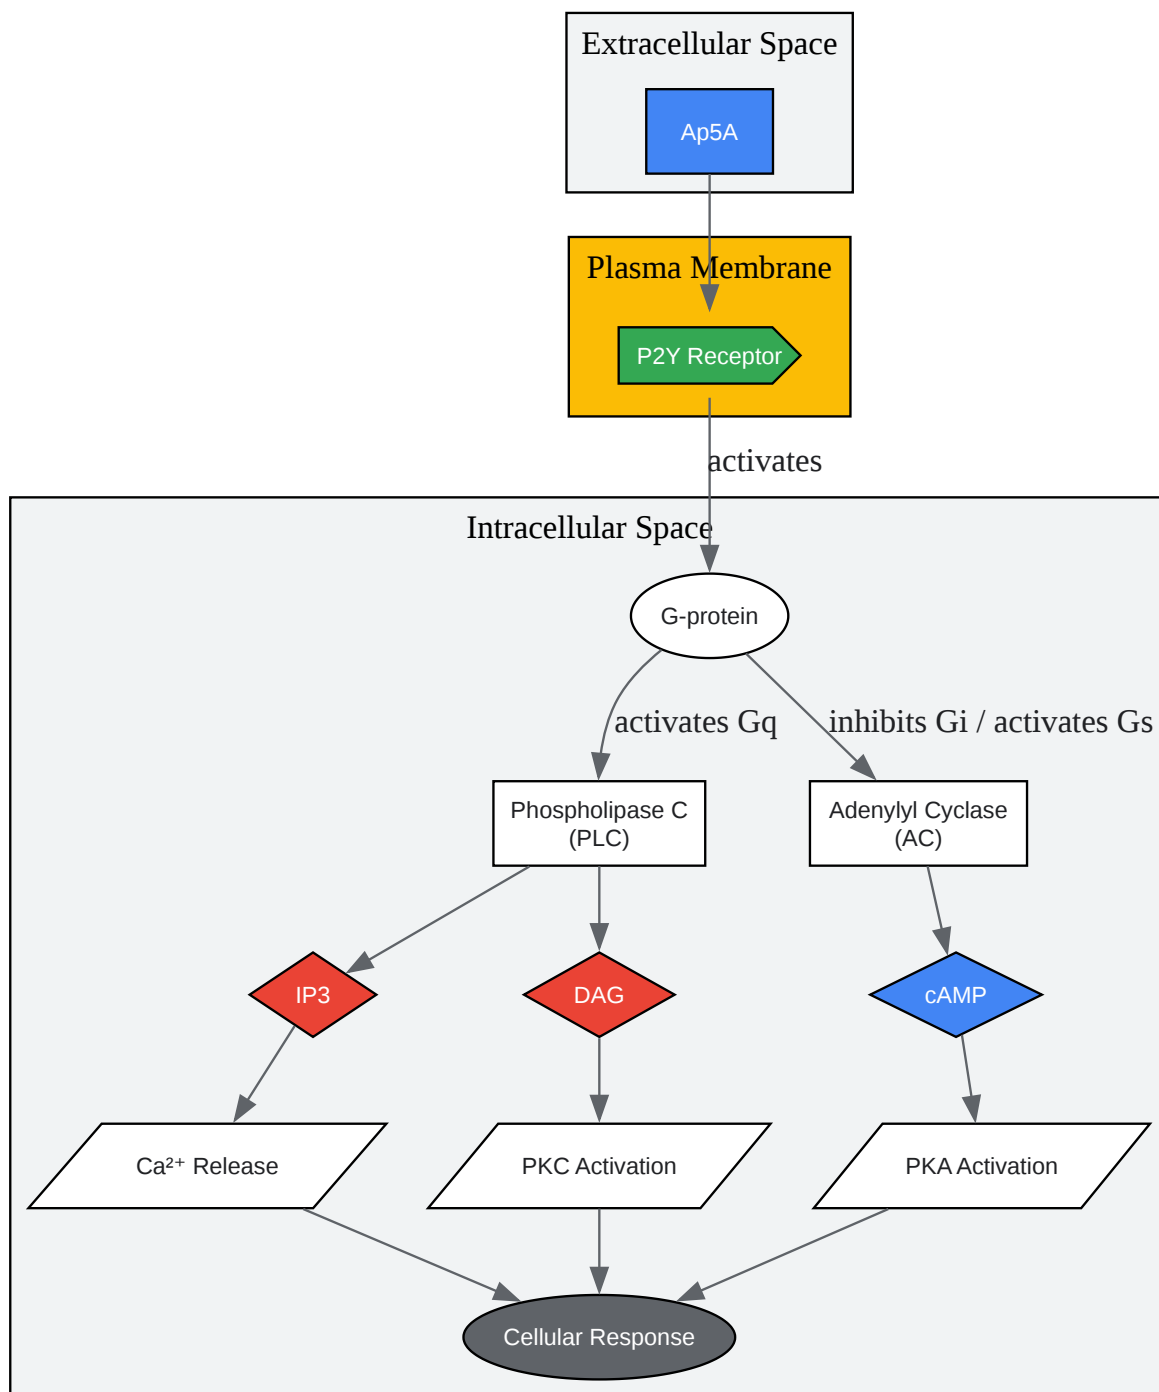 Extracellular Space
Ap5A
Plasma Membrane
P2Y Receptor
activates
Intracellular Space
G-protein
activates Gq
inhibits Gi / activates Gs
Phospholipase C
(PLC)
Adenylyl Cyclase
(AC)
IP3
DAG
cAMP
Ca²⁺ Release
PKC Activation
PKA Activation
Cellular Response